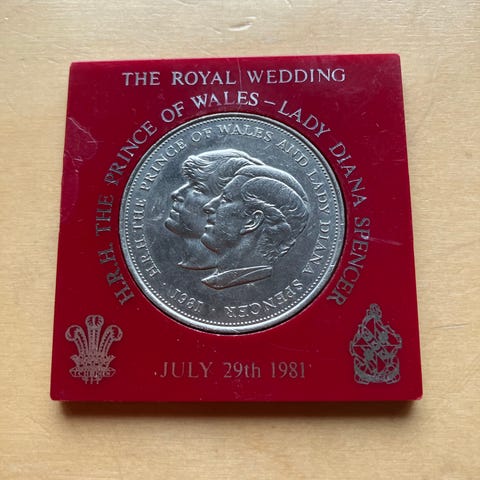 THE ROYAL WEDDING
H.R.H. THE PRINCE OF WALES - LADY DIANA SPENCER
· H.R.H. THE PRINCE OF WALES AND LADY DIANA SPENCER · 1981
JULY 29th 1981